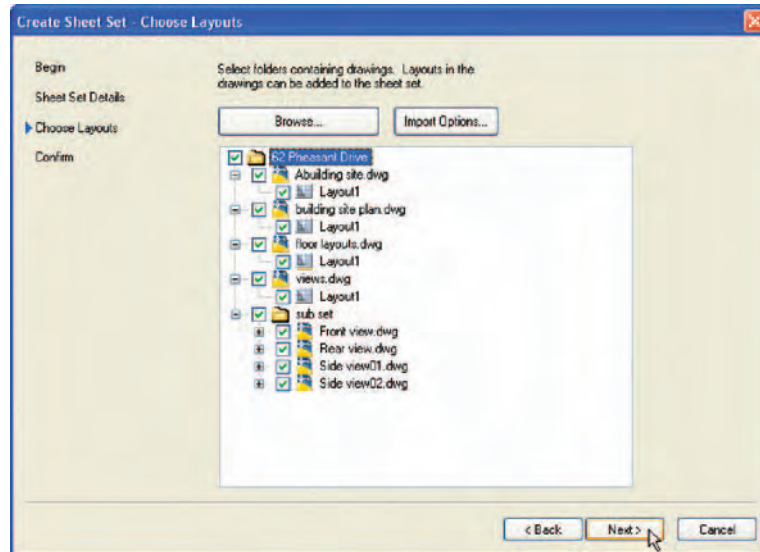 Create Sheet Set - Choose Layouts
Begin
Sheet Set Details
Choose Layouts
Confirm
Select folders containing drawings. Layouts in the
drawings can be added to the sheet set.
Browse...
Import Options...
62 Pheasant Drive
Abuilding site.dwg
Layout1
building site plan.dwg
Layout1
floor layouts.dwg
Layout1
views.dwg
Layout1
sub set
Front view.dwg
Rear view.dwg
Side view01.dwg
Side view02.dwg
< Back
Next >
Cancel